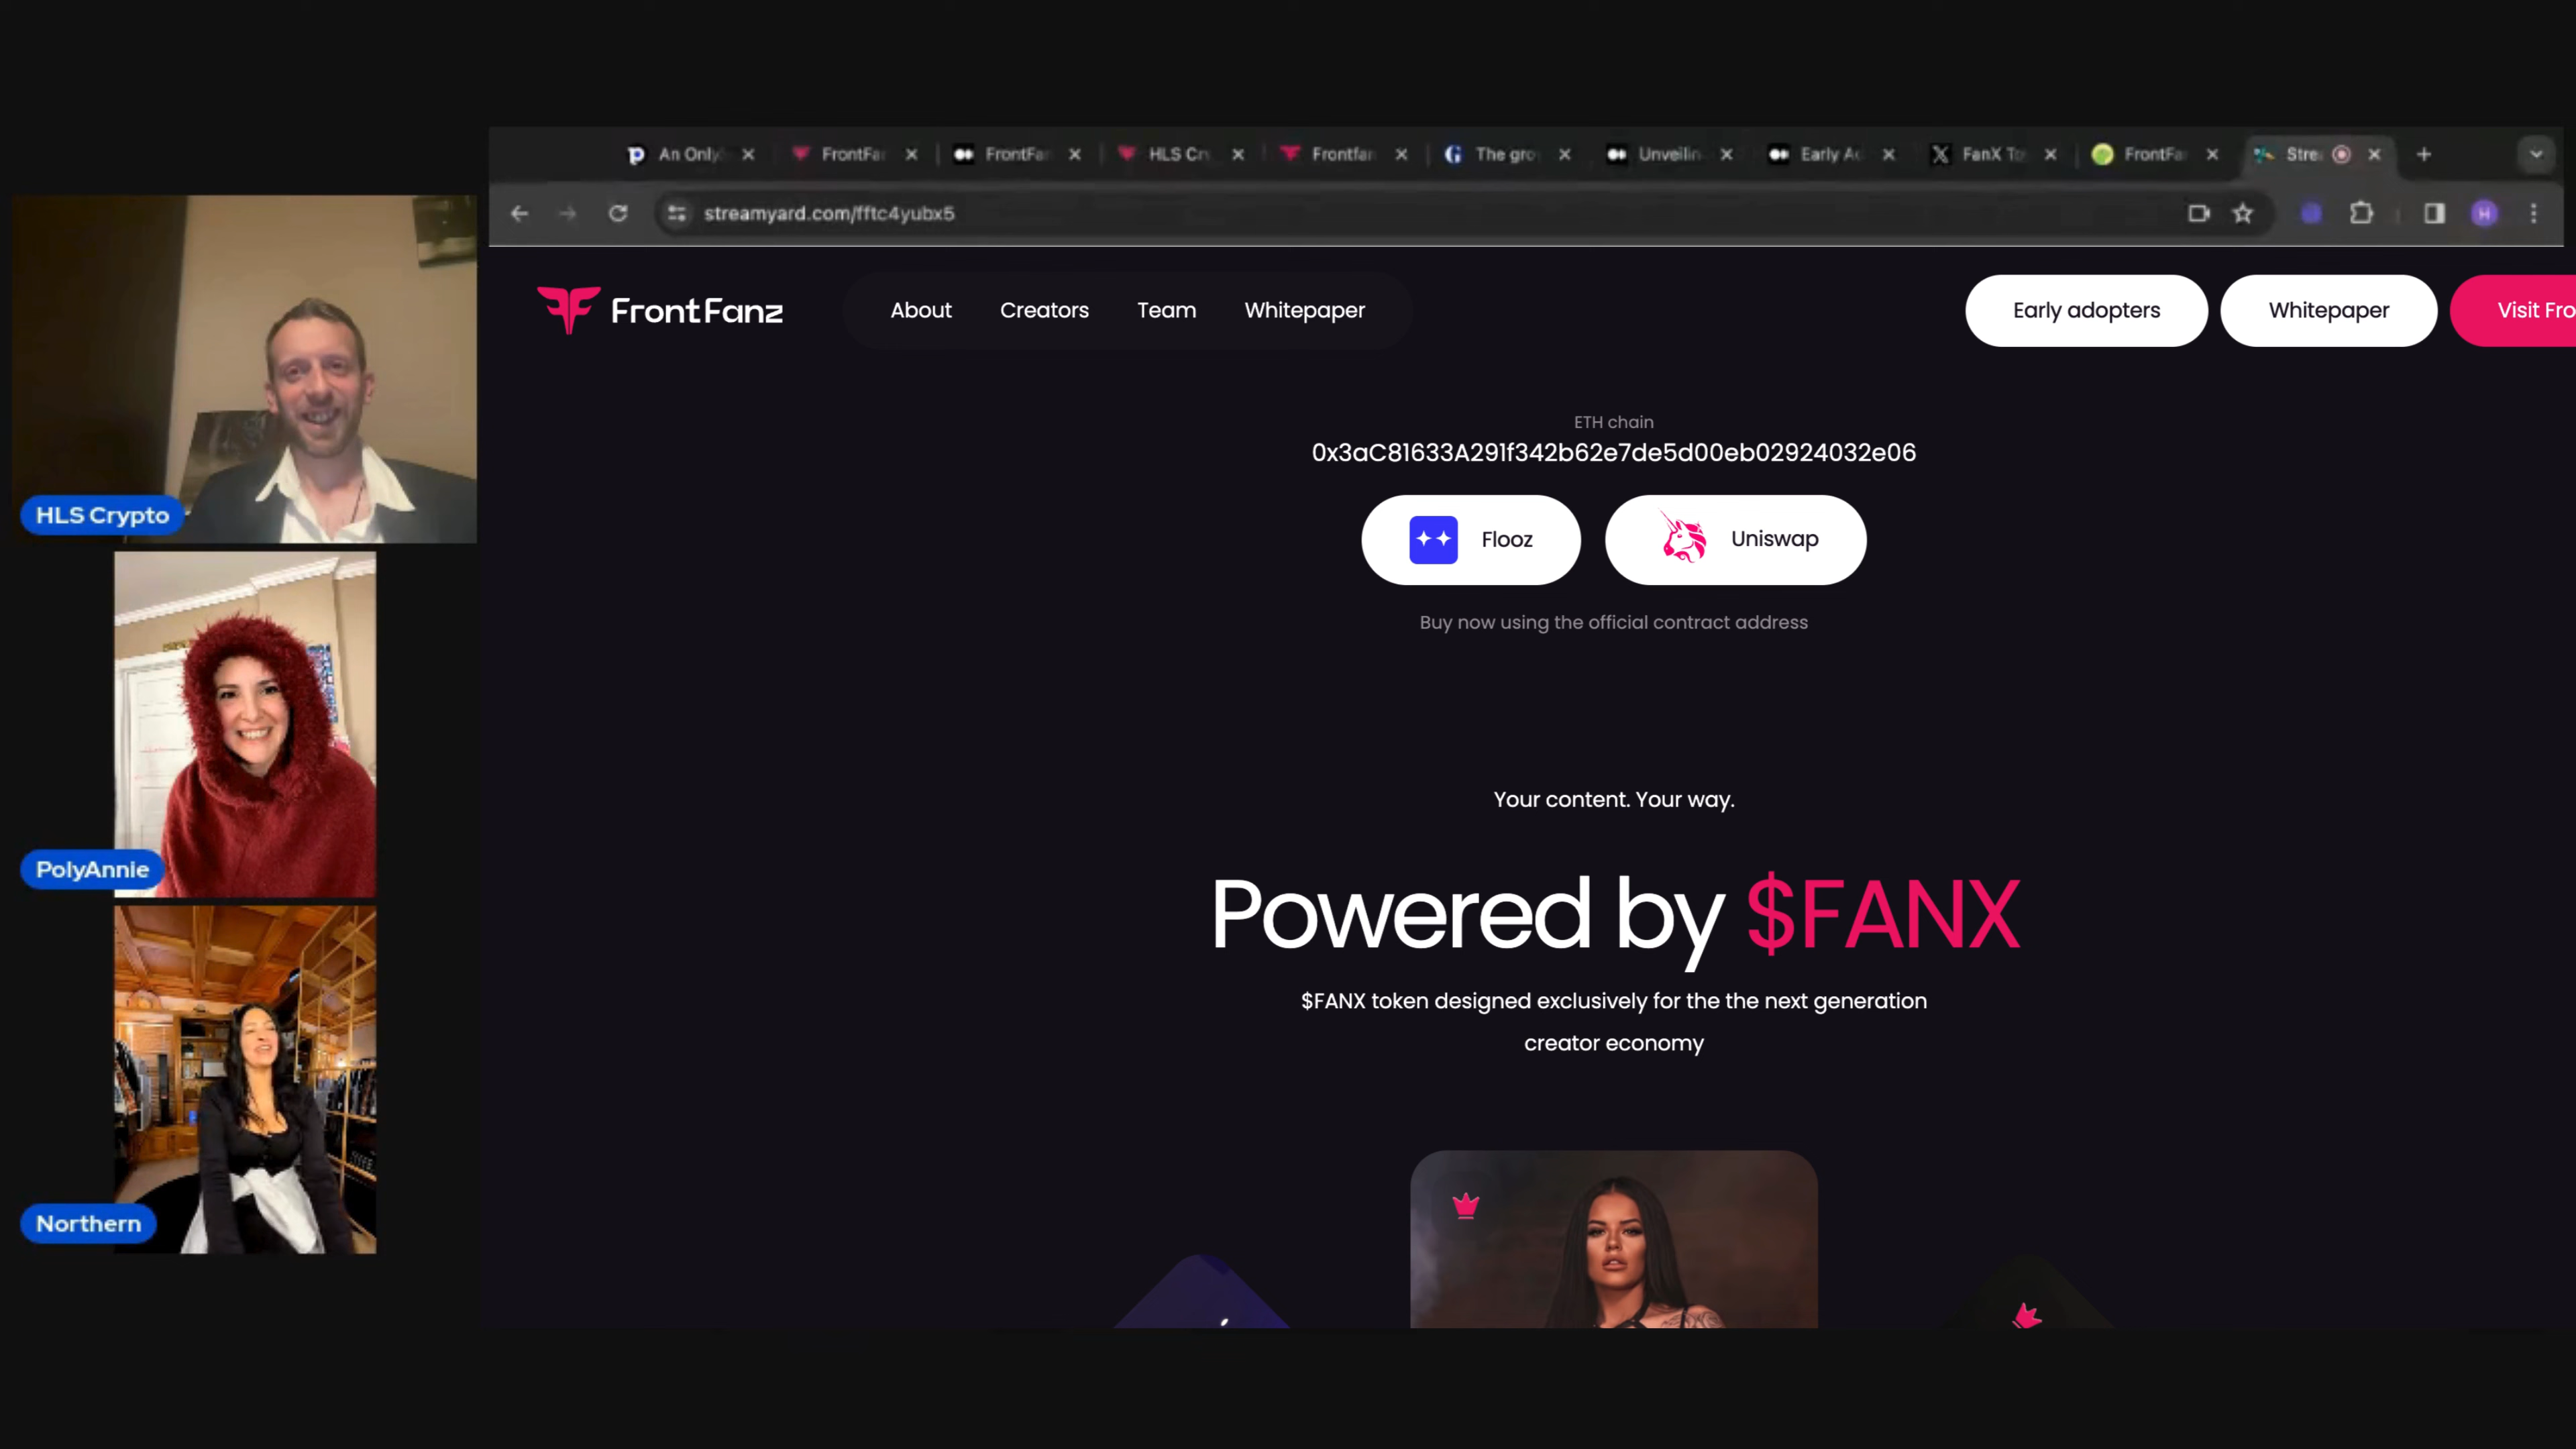 An Only
FrontFa
FrontFa
HLS Cr
Frontfan
The gro
Unveilin
Early Ac
FanX To
FrontFa
Stre
streamyard.com/fftc4yubx5
H
FrontFanz
About
Creators
Team
Whitepaper
Early adopters
Whitepaper
Visit Fro
ETH chain
0x3aC81633A291f342b62e7de5d00eb02924032e06
Flooz
Uniswap
Buy now using the official contract address
Your content. Your way.
Powered by $FANX
$FANX token designed exclusively for the the next generation
creator economy
HLS Crypto
PolyAnnie
Northern